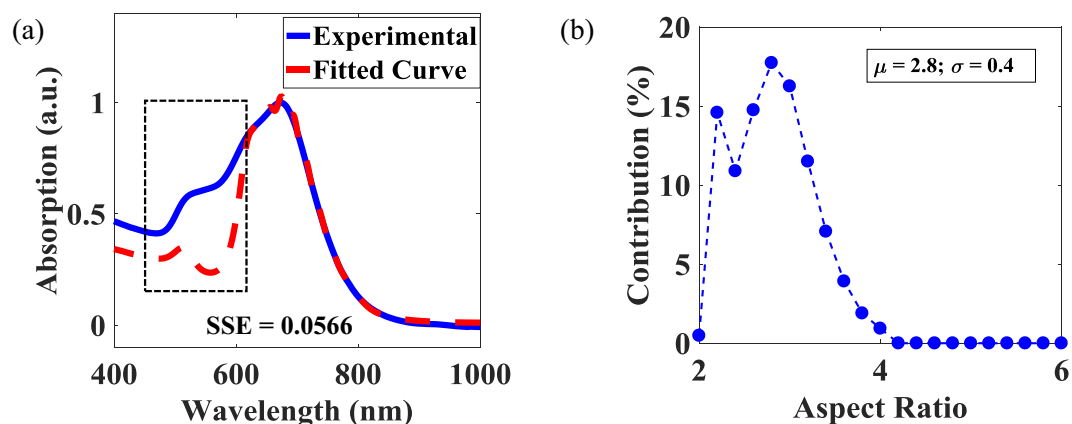 (a)
Experimental
Fitted Curve
Absorption (a.u.)
1
0.5
0
SSE = 0.0566
400
600
800
1000
Wavelength (nm)
(b)
μ = 2.8; σ = 0.4
Contribution (%)
20
15
10
5
0
2
4
6
Aspect Ratio